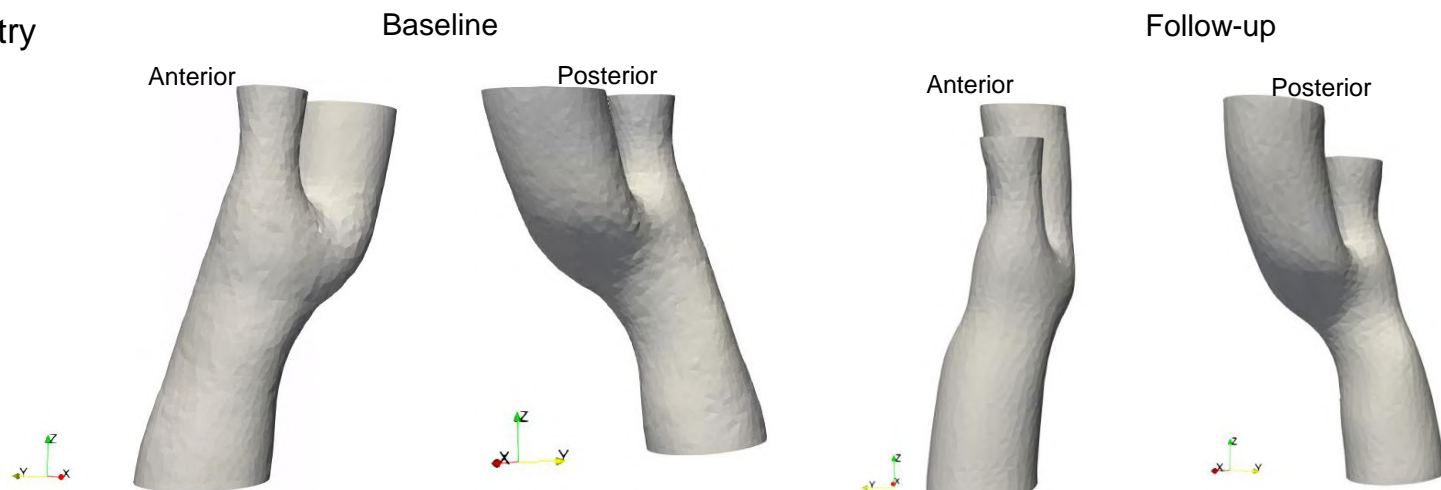 try
Baseline
Follow-up
Anterior
Posterior
Anterior
Posterior
Z
Y
X
Z
X
Y
Z
X
Y
Z
X
Y